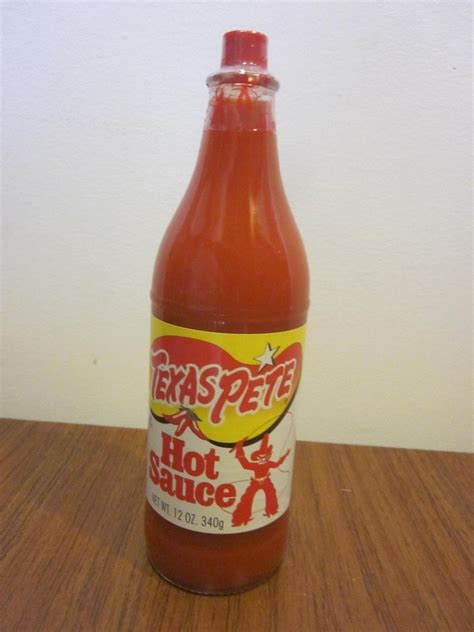 TEXAS PETE
Hot
Sauce
NET WT. 12 OZ. 340g